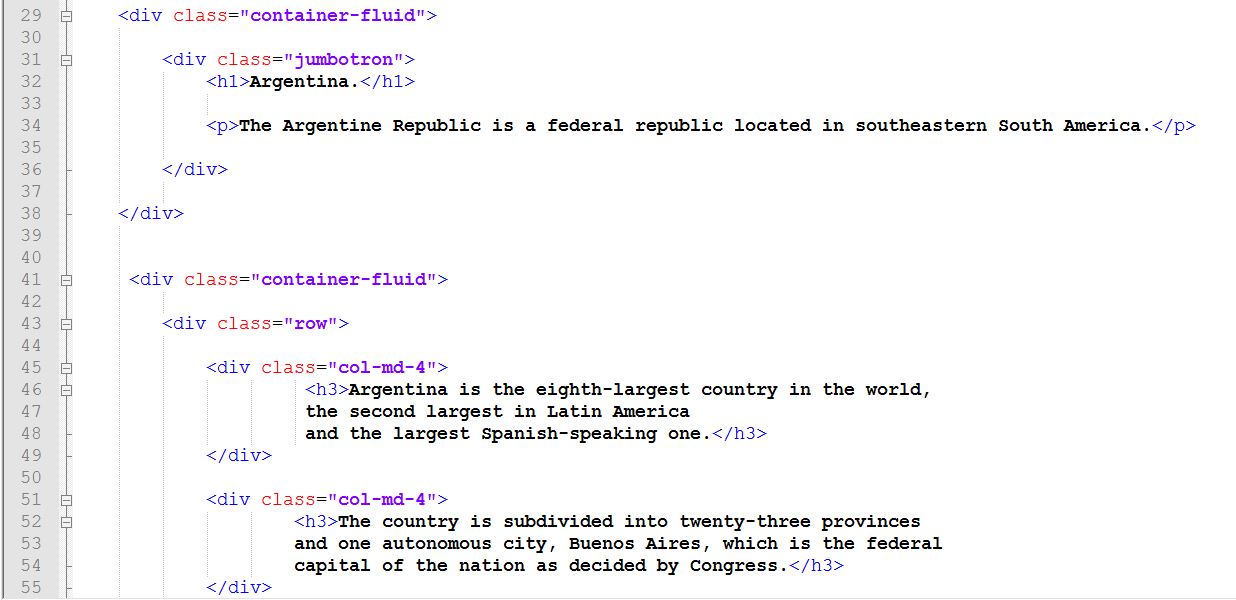 29 <div class="container-fluid">
30
31 <div class="jumbotron">
32 <h1>Argentina.</h1>
33
34 <p>The Argentine Republic is a federal republic located in southeastern South America.</p>
35
36 </div>
37
38 </div>
39
40
41 <div class="container-fluid">
42
43 <div class="row">
44
45 <div class="col-md-4">
46 <h3>Argentina is the eighth-largest country in the world,
47 the second largest in Latin America
48 and the largest Spanish-speaking one.</h3>
49 </div>
50
51 <div class="col-md-4">
52 <h3>The country is subdivided into twenty-three provinces
53 and one autonomous city, Buenos Aires, which is the federal
54 capital of the nation as decided by Congress.</h3>
55 </div>